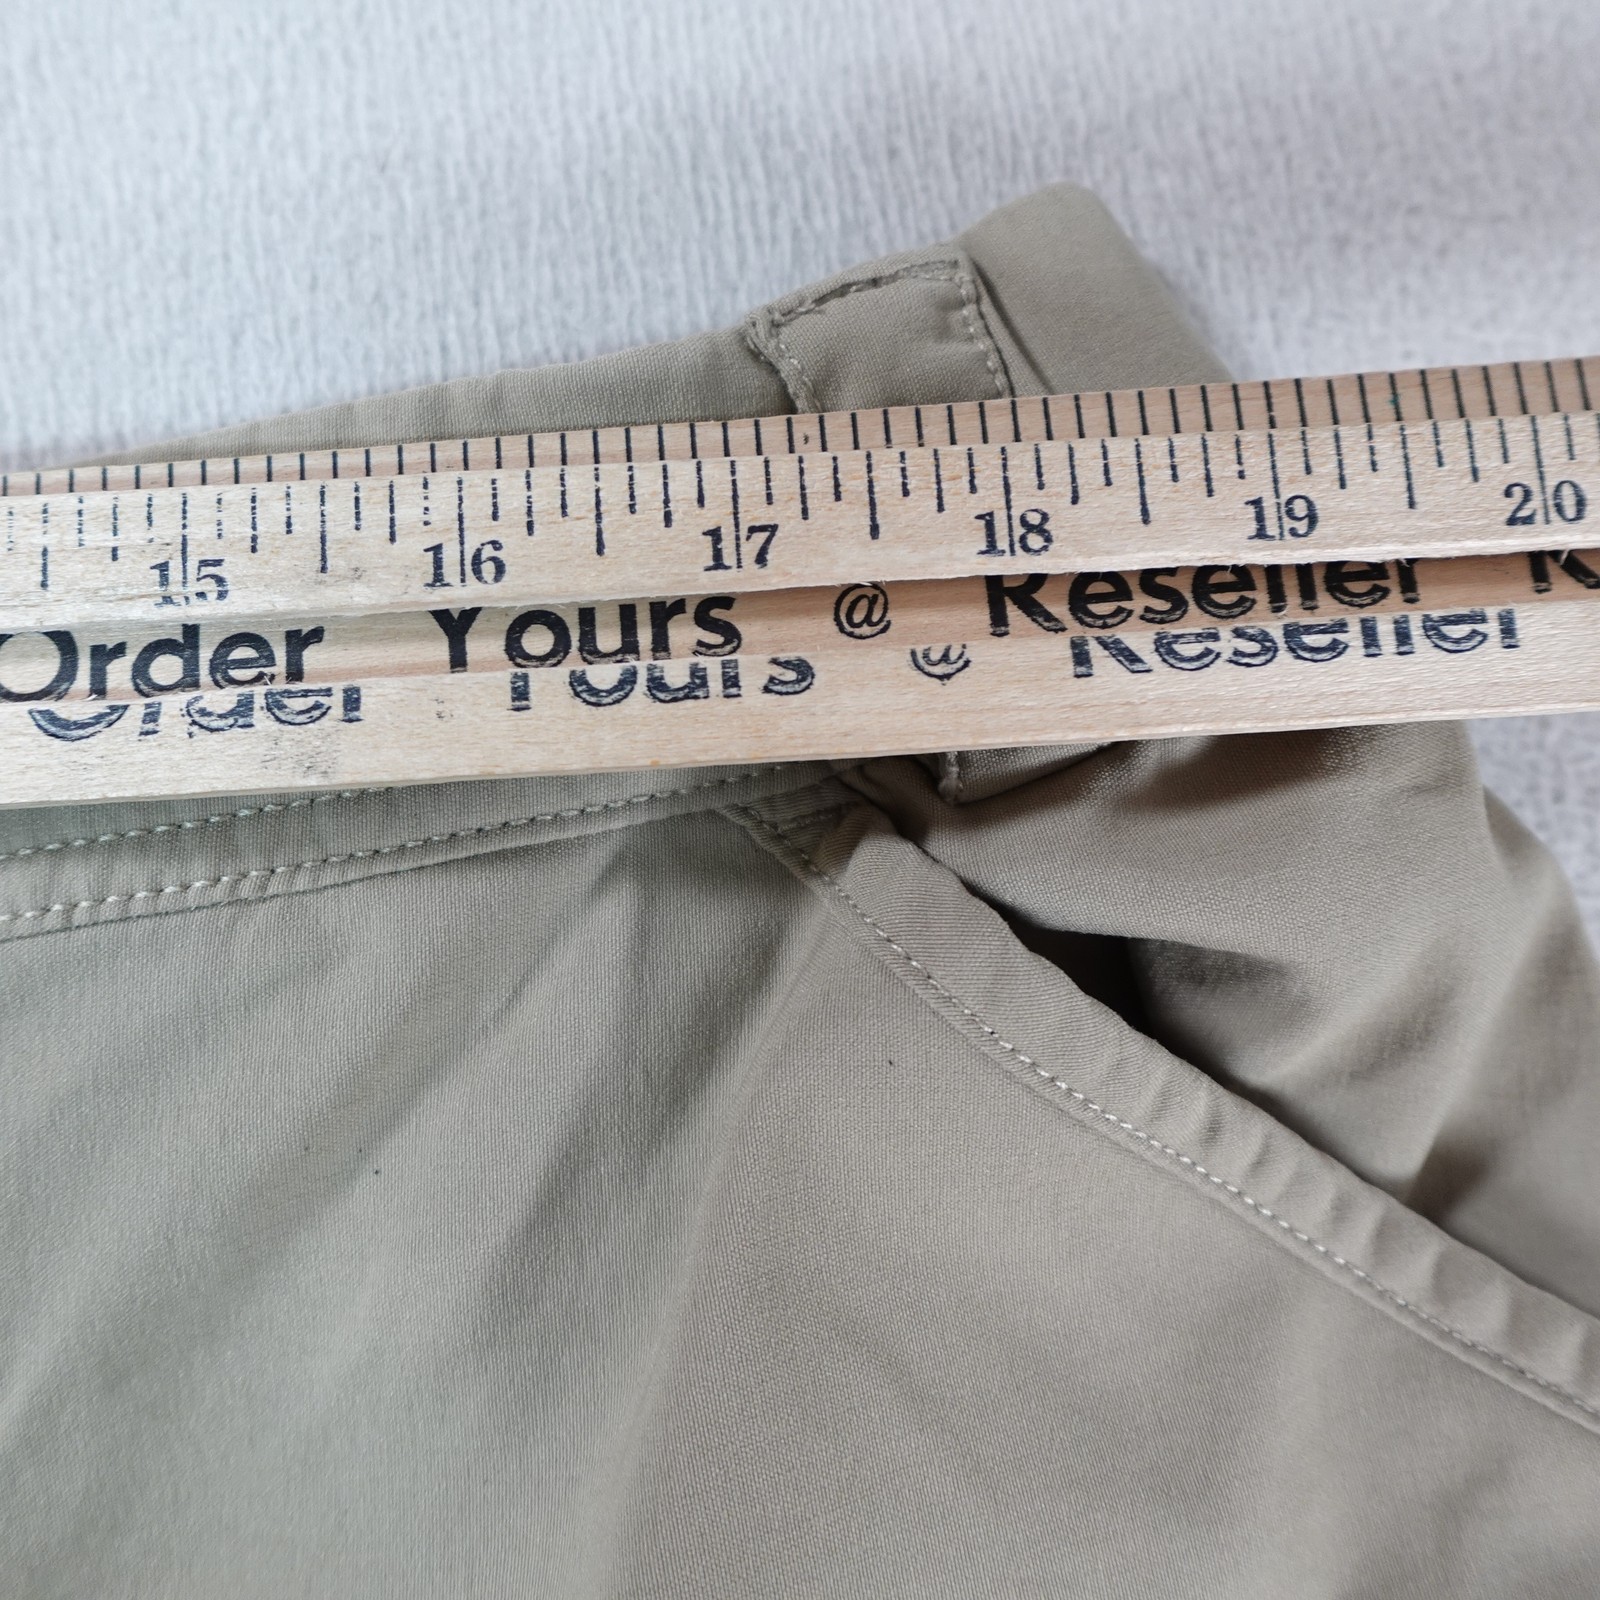 15 16 17 18 19 20
Order Yours @ Reseller
Order Yours @ Reseller